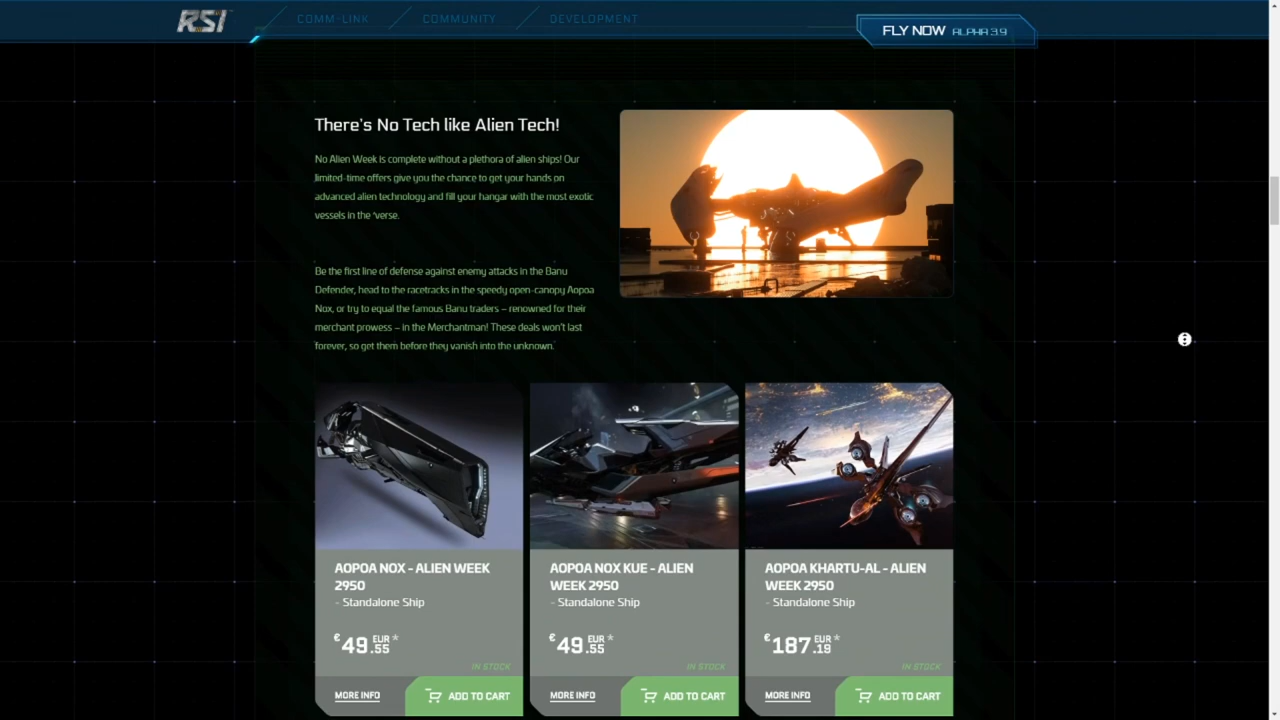 RSI
COMM-LINK
COMMUNITY
DEVELOPMENT
FLY NOW ALPHA 3.9
There's No Tech like Alien Tech!
No Alien Week is complete without a plethora of alien ships! Our
limited-time offers give you the chance to get your hands on
advanced alien technology and fill your hangar with the most exotic
vessels in the 'verse.
Be the first line of defense against enemy attacks in the Banu
Defender, head to the racetracks in the speedy open-canopy Aopoa
Nox, or try to equal the famous Banu traders – renowned for their
merchant prowess – in the Merchantman! These deals won't last
forever, so get them before they vanish into the unknown.
AOPOA NOX - ALIEN WEEK
2950
- Standalone Ship
€49.55 EUR *
IN STOCK
MORE INFO
ADD TO CART
AOPOA NOX KUE - ALIEN
WEEK 2950
- Standalone Ship
€49.55 EUR *
IN STOCK
MORE INFO
ADD TO CART
AOPOA KHARTU-AL - ALIEN
WEEK 2950
- Standalone Ship
€187.19 EUR *
IN STOCK
MORE INFO
ADD TO CART